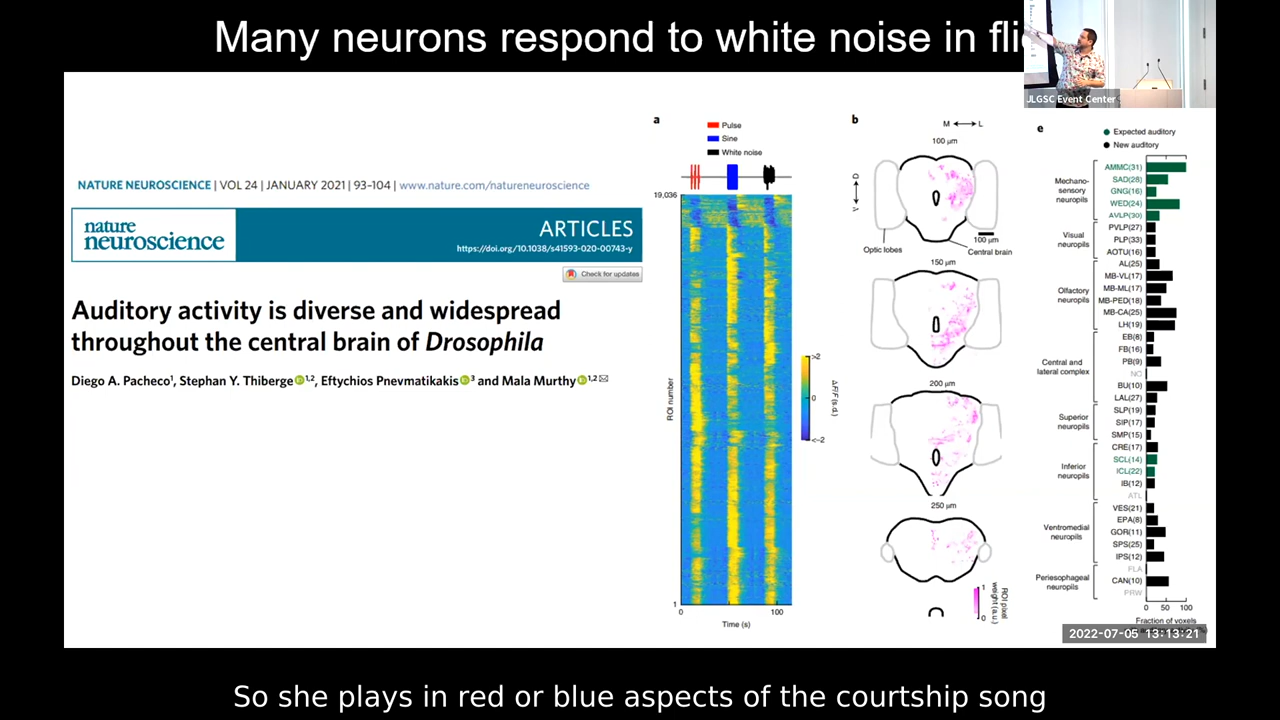 Many neurons respond to white noise in
JLGSC Event Center
NATURE NEUROSCIENCE | VOL 24 | JANUARY 2021 | 93–104 | www.nature.com/natureneuroscience
nature
neuroscience
ARTICLES
https://doi.org/10.1038/s41593-020-00743-y
Check for updates
Auditory activity is diverse and widespread
throughout the central brain of Drosophila
Diego A. Pacheco1, Stephan Y. Thiberge 1,2, Eftychios Pnevmatikakis 3 and Mala Murthy 1,2
a
Pulse
Sine
White noise
19,036
ROI number
1
0
100
Time (s)
>2
0
<–2
ΔF/F (s.d.)
b
M L
D
V
100 µm
Optic lobes
100 µm
Central brain
150 µm
200 µm
250 µm
1
0
ROI pixel
weight (a.u.)
e
Expected auditory
New auditory
Mechano-
sensory
neuropils
AMMC(31)
SAD(28)
GNG(16)
WED(24)
AVLP(30)
Visual
neuropils
PVLP(27)
PLP(33)
AOTU(16)
Olfactory
neuropils
AL(25)
MB-VL(17)
MB-ML(17)
MB-PED(18)
MB-CA(25)
LH(19)
Central and
lateral complex
EB(8)
FB(16)
PB(9)
NO
BU(10)
LAL(27)
Superior
neuropils
SLP(19)
SIP(17)
SMP(15)
Inferior
neuropils
CRE(17)
SCL(14)
ICL(22)
IB(12)
ATL
Ventromedial
neuropils
VES(21)
EPA(8)
GOR(11)
SPS(25)
IPS(12)
Periesophageal
neuropils
FLA
CAN(10)
PRW
0 50 100
Fraction of voxels
2022-07-05 13:13:21
So she plays in red or blue aspects of the courtship song